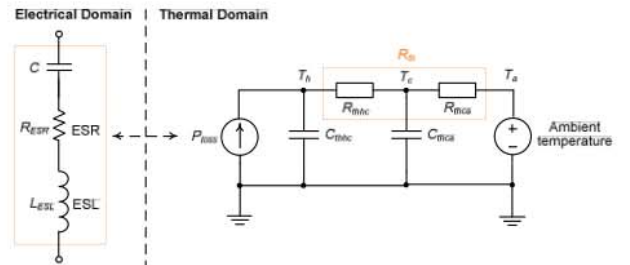 Electrical Domain
Thermal Domain
C
R_ESR
ESR
L_ESL
ESL
P_loss
T_h
R_th
T_c
T_a
R_thhc
R_thca
C_thhc
C_thca
+
−
Ambient
temperature